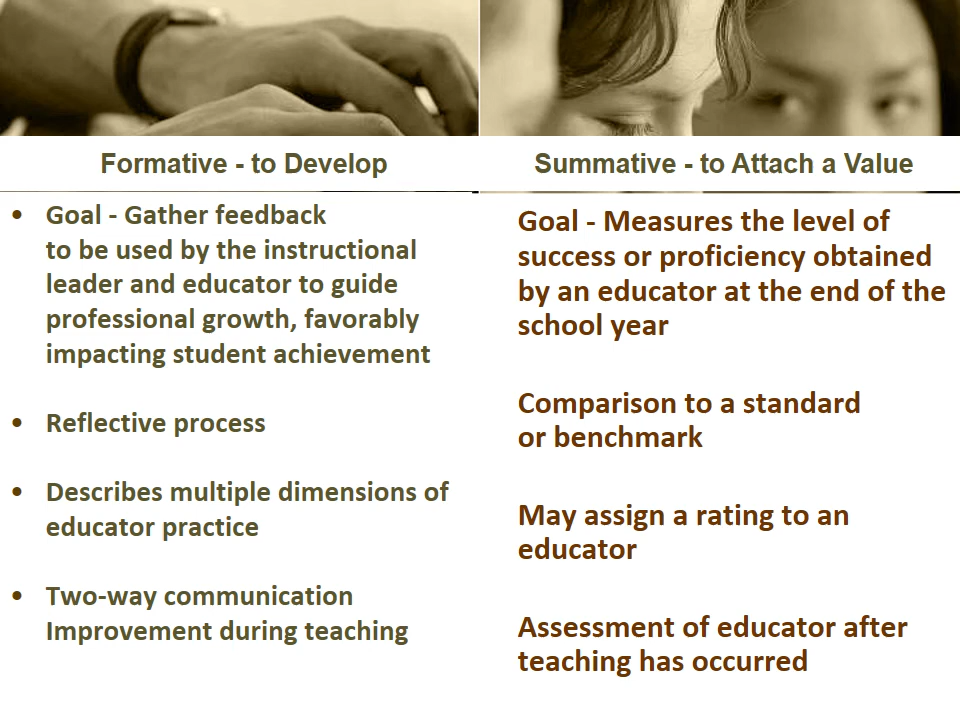 Formative - to Develop
• Goal - Gather feedback
to be used by the instructional
leader and educator to guide
professional growth, favorably
impacting student achievement
• Reflective process
• Describes multiple dimensions of
educator practice
• Two-way communication
Improvement during teaching
Summative - to Attach a Value
Goal - Measures the level of
success or proficiency obtained
by an educator at the end of the
school year
Comparison to a standard
or benchmark
May assign a rating to an
educator
Assessment of educator after
teaching has occurred